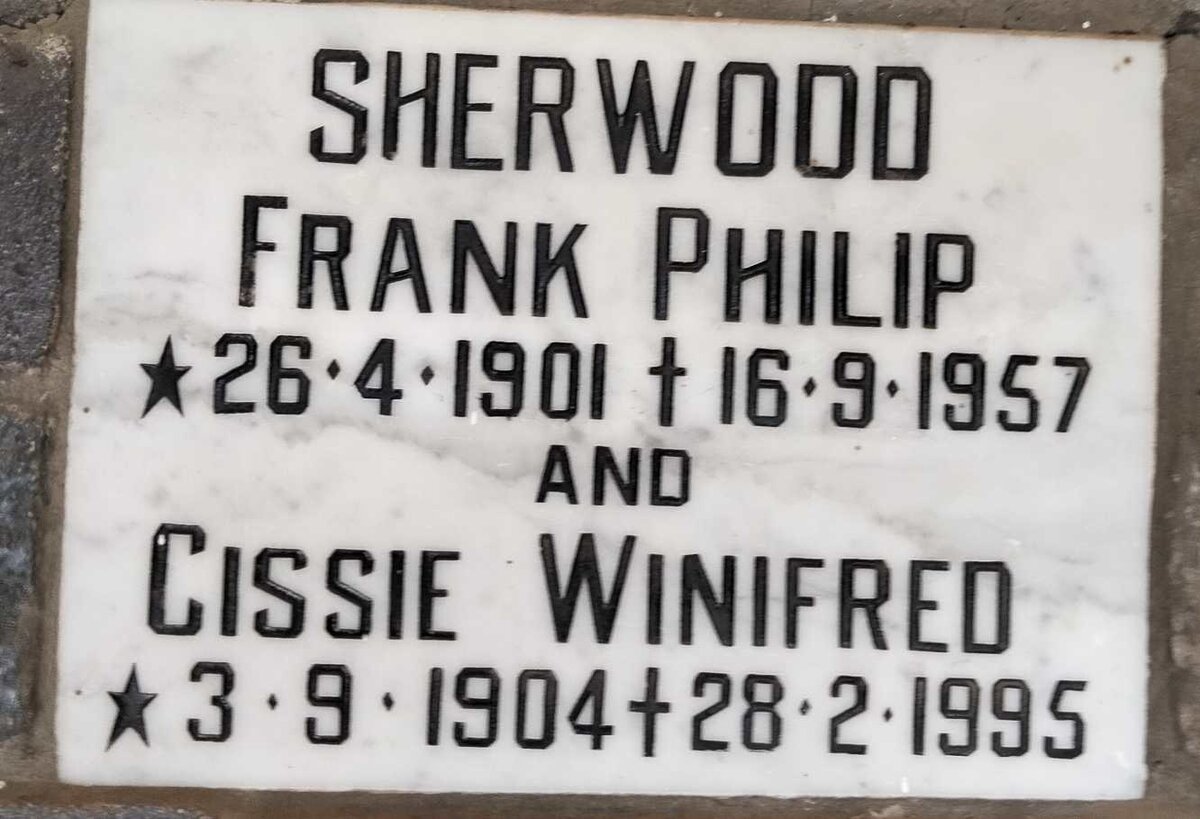 SHERWOOD
FRANK PHILIP
★ 26·4·1901 † 16·9·1957
AND
CISSIE WINIFRED
★ 3·9·1904 † 28·2·1995